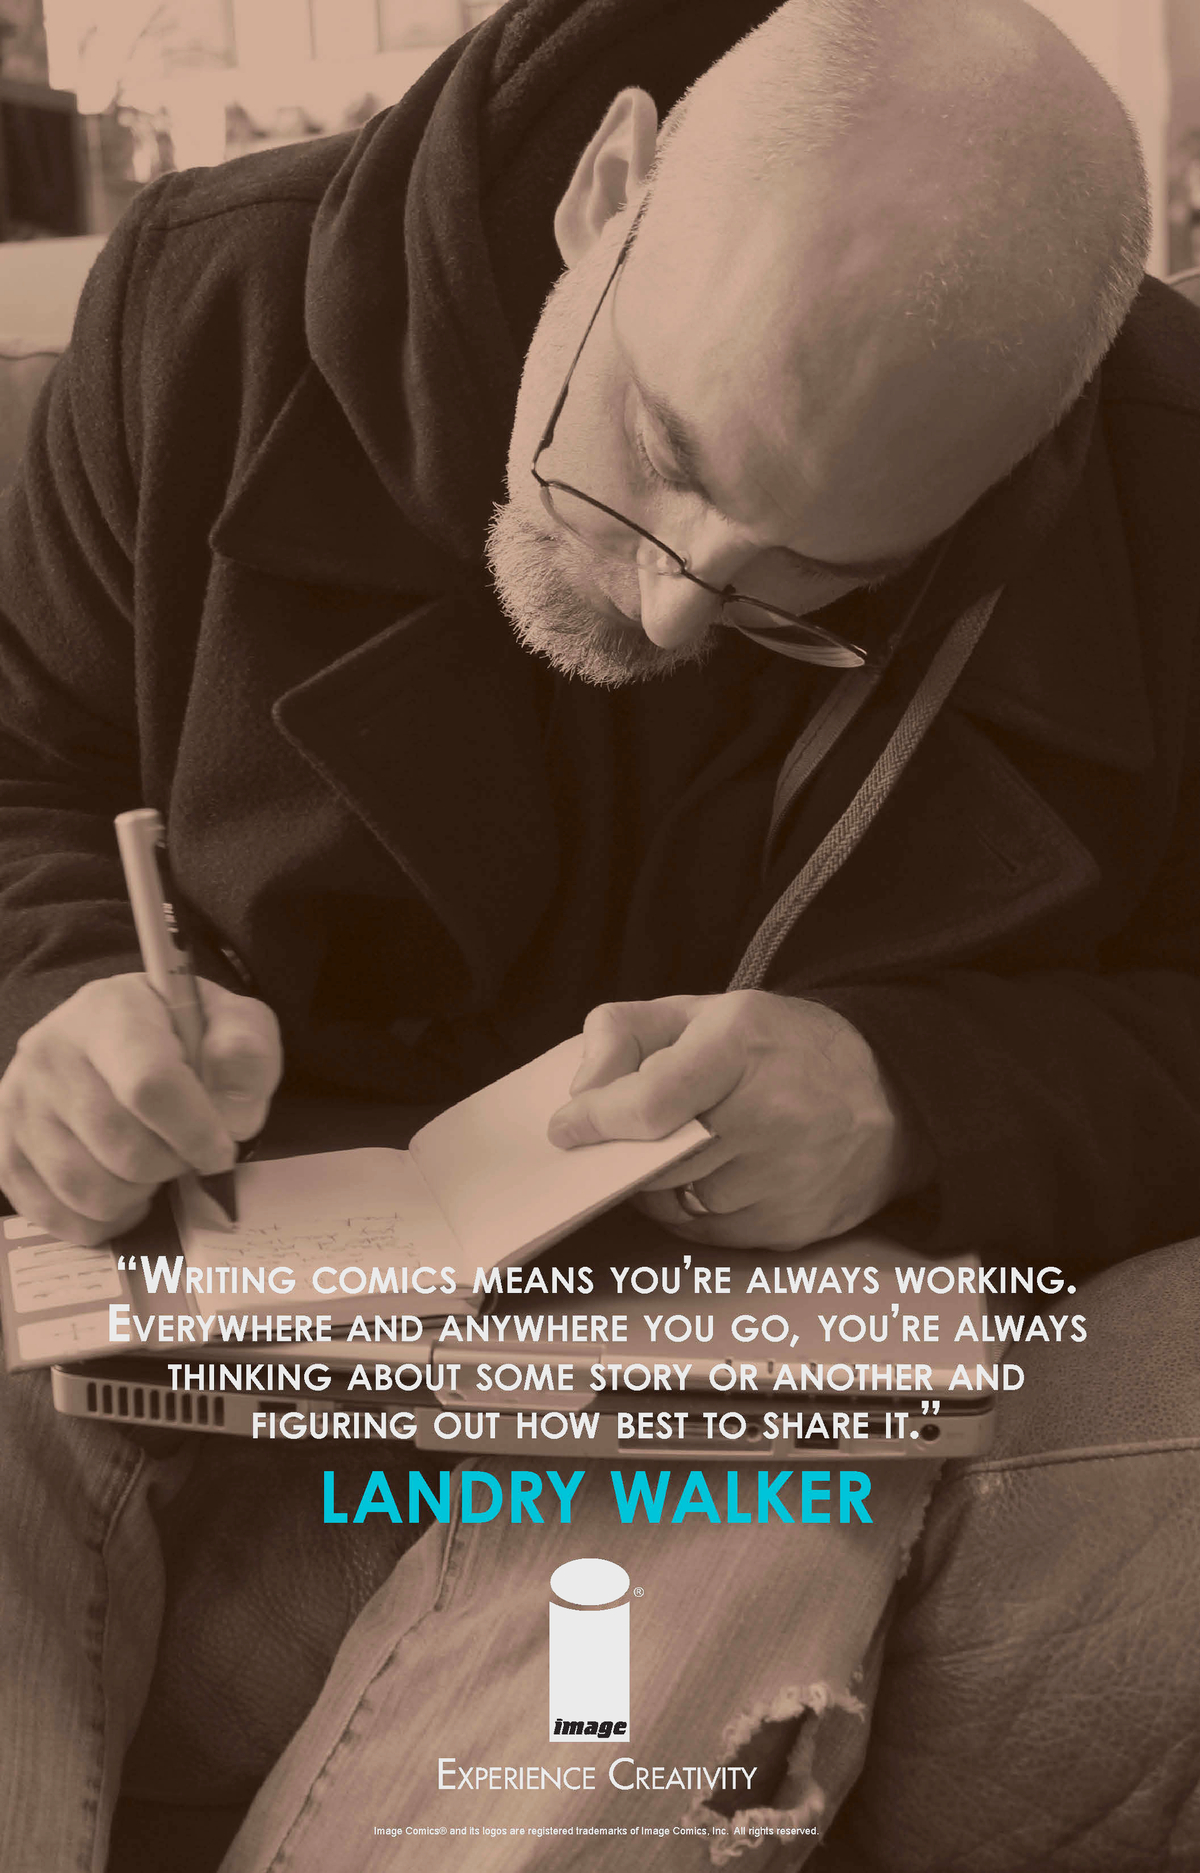 “Writing comics means you’re always working.
Everywhere and anywhere you go, you’re always
thinking about some story or another and
figuring out how best to share it.”
LANDRY WALKER
®
image
Experience Creativity
Image Comics® and its logos are registered trademarks of Image Comics, Inc. All rights reserved.